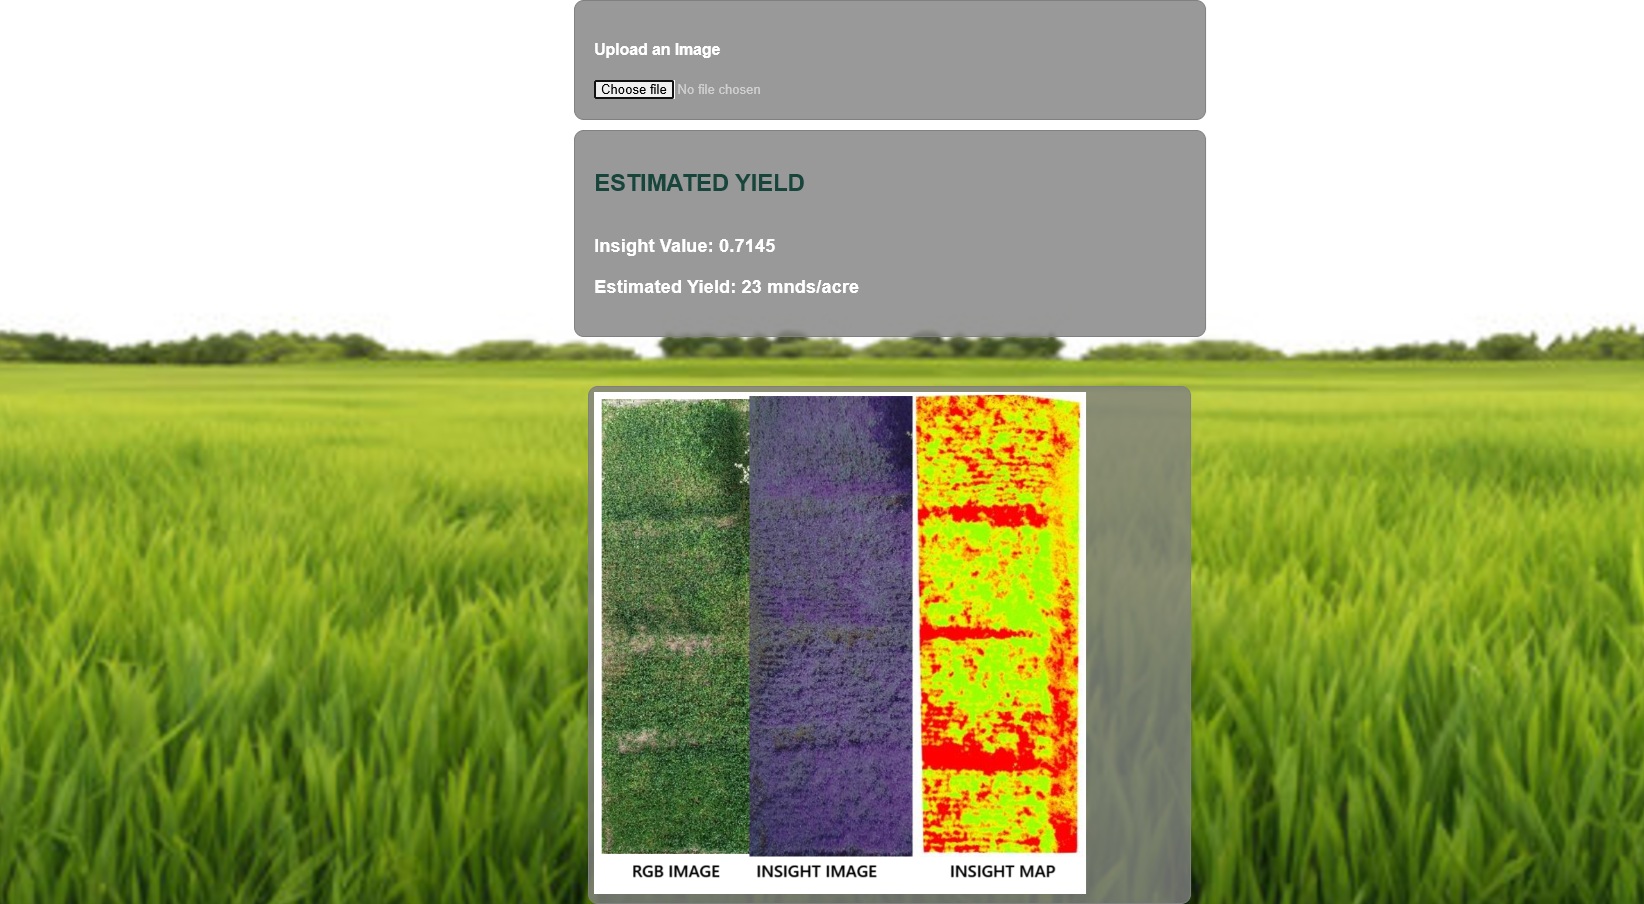 Upload an Image
Choose file No file chosen
ESTIMATED YIELD
Insight Value: 0.7145
Estimated Yield: 23 mnds/acre
RGB IMAGE INSIGHT IMAGE INSIGHT MAP